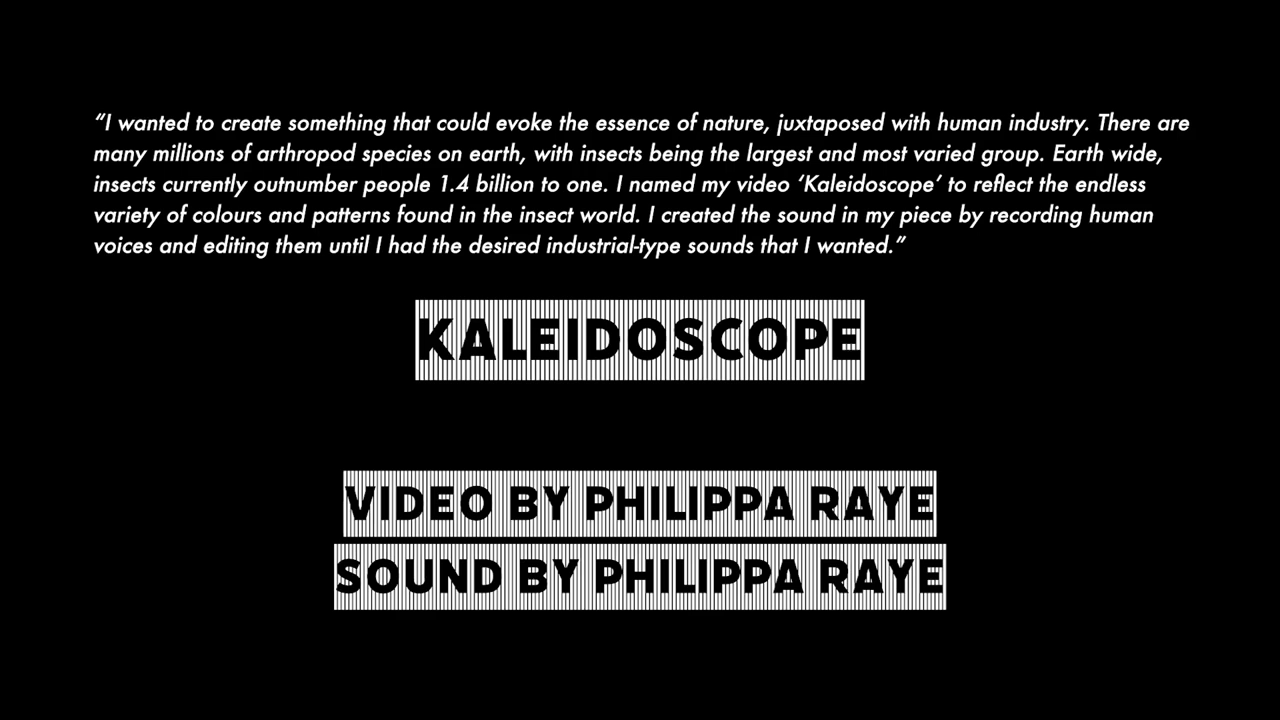 “I wanted to create something that could evoke the essence of nature, juxtaposed with human industry. There are
many millions of arthropod species on earth, with insects being the largest and most varied group. Earth wide,
insects currently outnumber people 1.4 billion to one. I named my video ‘Kaleidoscope’ to reflect the endless
variety of colours and patterns found in the insect world. I created the sound in my piece by recording human
voices and editing them until I had the desired industrial-type sounds that I wanted.”
KALEIDOSCOPE
VIDEO BY PHILIPPA RAYE
SOUND BY PHILIPPA RAYE